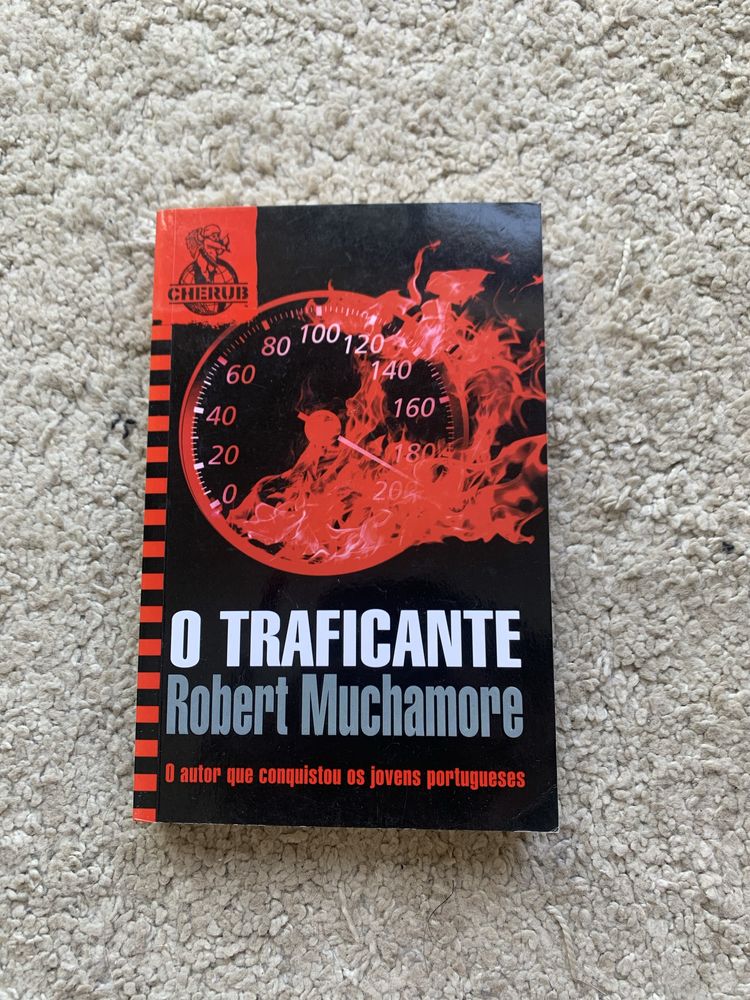 CHERUB
0
20
40
60
80
100
120
140
160
180
200
O TRAFICANTE
Robert Muchamore
O autor que conquistou os jovens portugueses